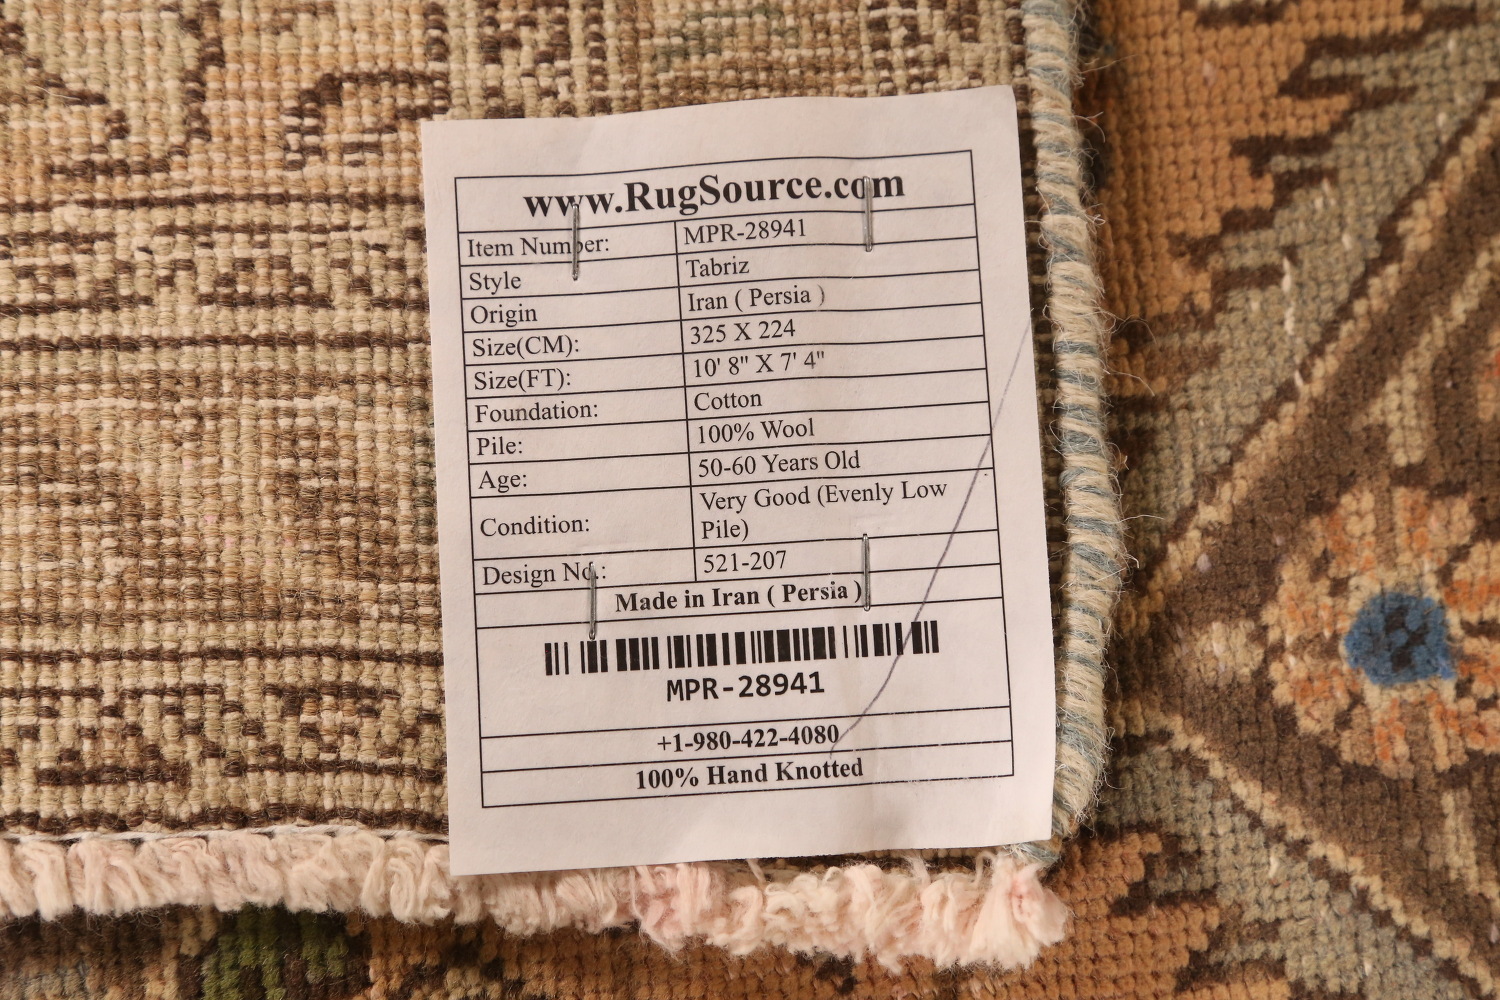 www.RugSource.com
Item Number: MPR-28941
Style Tabriz
Origin Iran ( Persia )
Size(CM): 325 X 224
Size(FT): 10' 8" X 7' 4"
Foundation: Cotton
Pile: 100% Wool
Age: 50-60 Years Old
Condition: Very Good (Evenly Low
Pile)
Design No.: 521-207
Made in Iran ( Persia )
MPR-28941
+1-980-422-4080
100% Hand Knotted